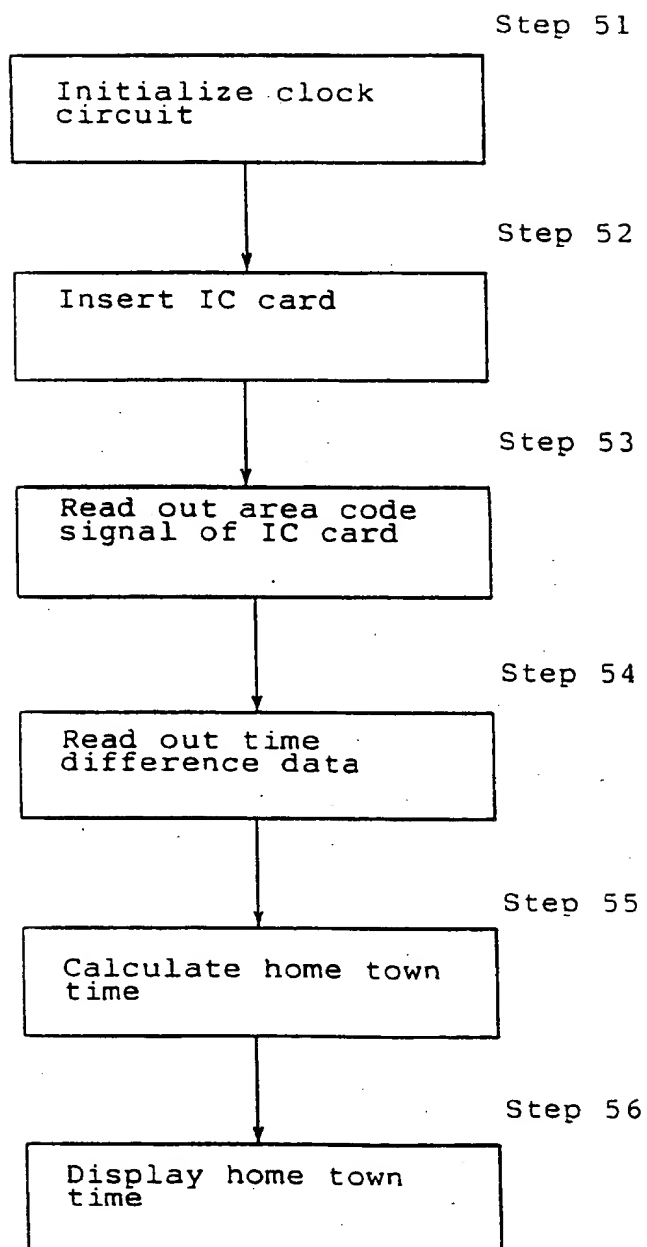 Step 51
Initialize clock
circuit
Step 52
Insert IC card
Step 53
Read out area code
signal of IC card
Step 54
Read out time
difference data
Step 55
Calculate home town
time
Step 56
Display home town
time